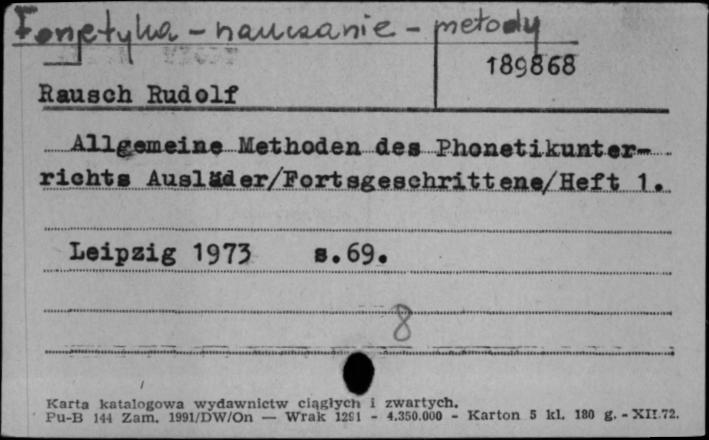 Fonetyka - nauczanie - metody
189868
Rausch Rudolf
Allgemeine Methoden des Phonetikunter-
richts Ausläder/Fortsgeschrittene/Heft 1.
Leipzig 1973 s.69.
8
Karta katalogowa wydawnictw ciągłych i zwartych.
Pu-B 144 Zam. 1991/DW/On — Wrak 1291 - 4.350.000 - Karton 5 kl. 180 g. - XII.72.